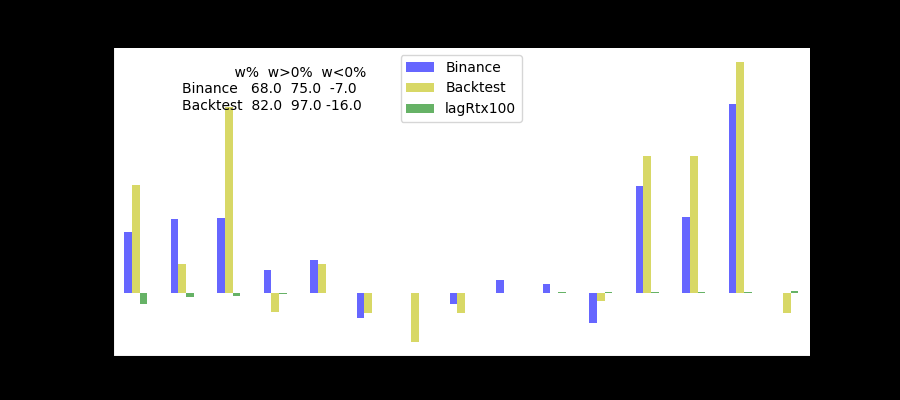 w%  w>0%  w<0%
Binance   68.0  75.0  -7.0
Backtest  82.0  97.0 -16.0
Binance
Backtest
lagRtx100